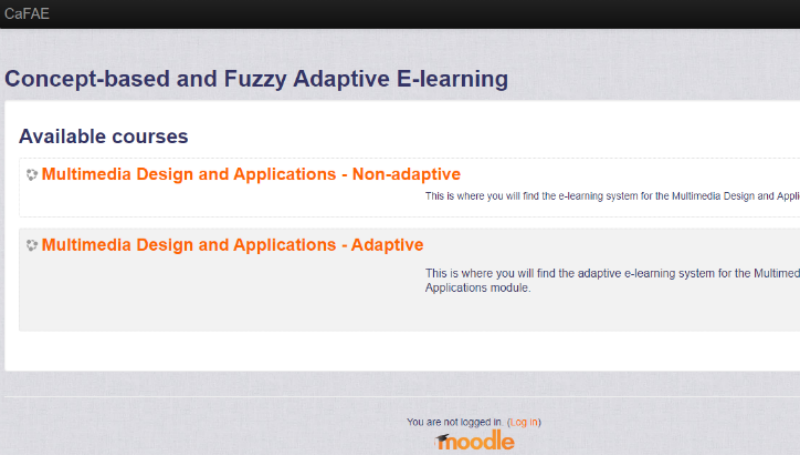 CaFAE
Concept-based and Fuzzy Adaptive E-learning
Available courses
Multimedia Design and Applications - Non-adaptive
This is where you will find the e-learning system for the Multimedia Design and Appli
Multimedia Design and Applications - Adaptive
This is where you will find the adaptive e-learning system for the Multimed
Applications module.
You are not logged in. (Log in)
moodle